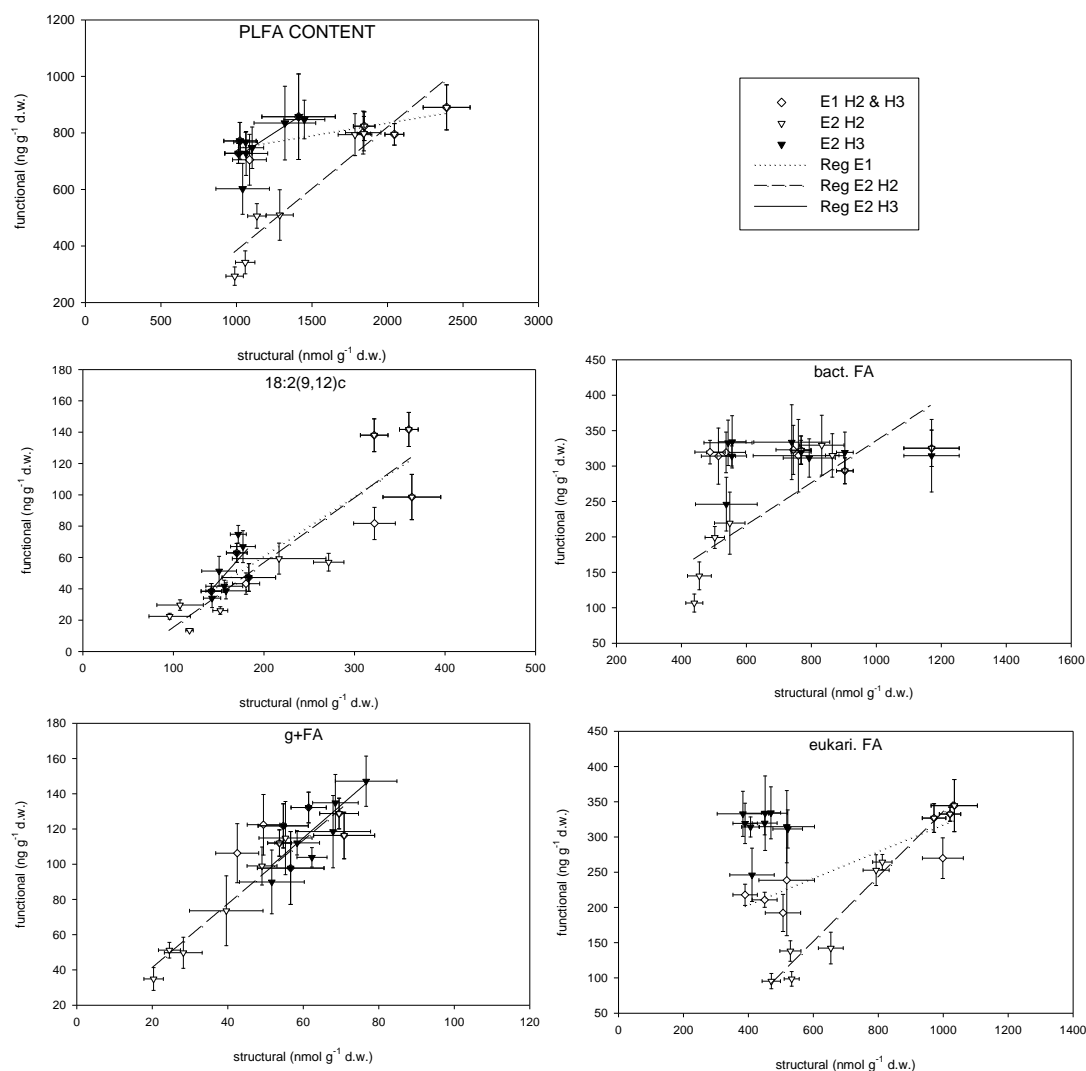 PLFA CONTENT
1200
1000
800
600
400
200
functional (ng g-1 d.w.)
0 500 1000 1500 2000 2500 3000
structural (nmol g-1 d.w.)
E1 H2 & H3
E2 H2
E2 H3
Reg E1
Reg E2 H2
Reg E2 H3
18:2(9,12)c
180
160
140
120
100
80
60
40
20
0
functional (ng g-1 d.w.)
0 100 200 300 400 500
structural (nmol g-1 d.w.)
bact. FA
450
400
350
300
250
200
150
100
50
functional (ng g-1 d.w.)
200 400 600 800 1000 1200 1400 1600
structural (nmol g-1 d.w.)
g+FA
180
160
140
120
100
80
60
40
20
functional (ng g-1 d.w.)
0 20 40 60 80 100 120
structural (nmol g-1 d.w.)
eukari. FA
450
400
350
300
250
200
150
100
50
functional (ng g-1 d.w.)
0 200 400 600 800 1000 1200 1400
structural (nmol g-1 d.w.)